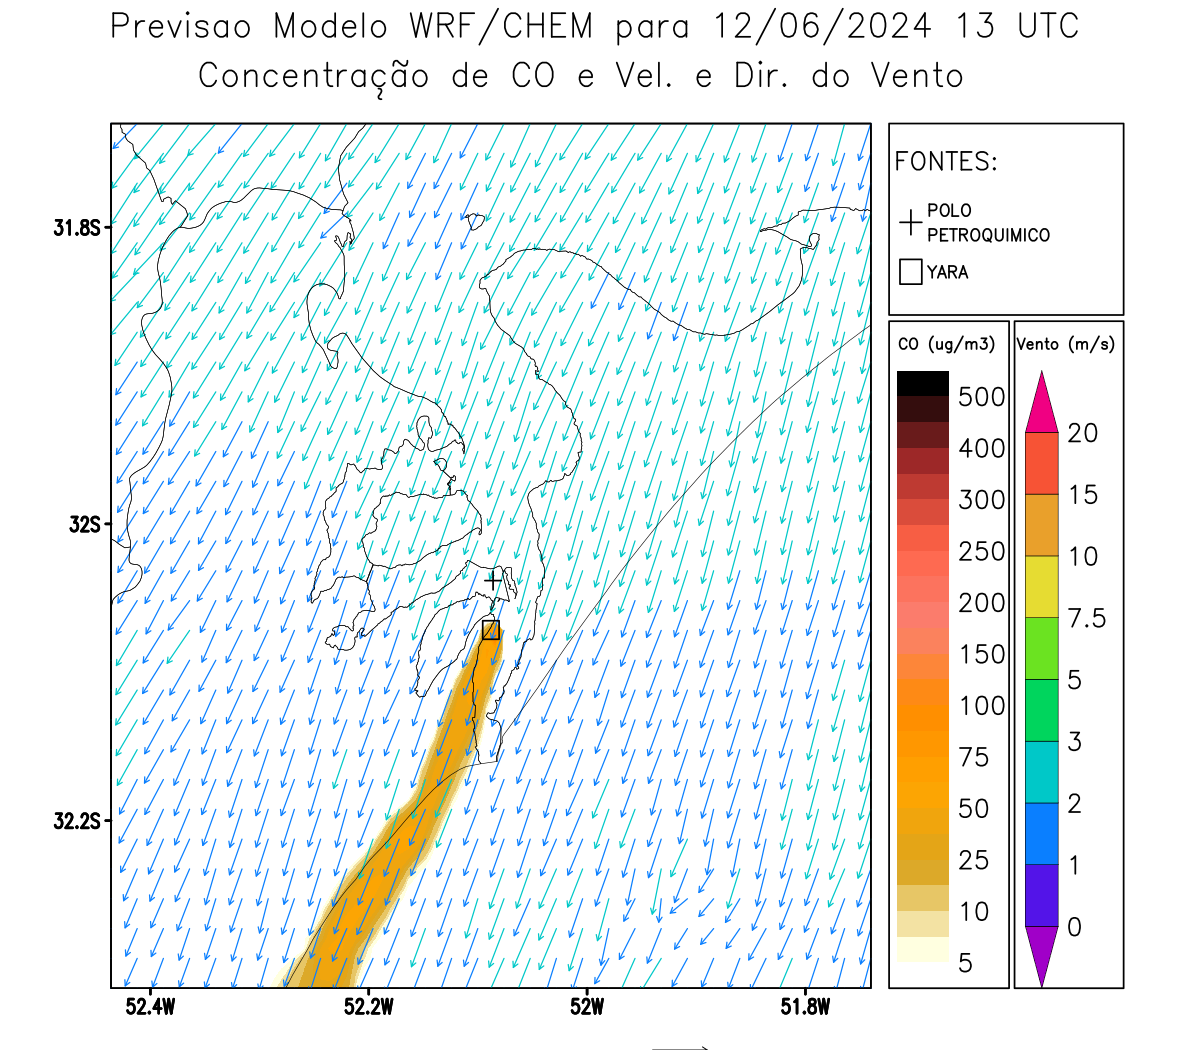 Previsao Modelo WRF/CHEM para 12/06/2024 13 UTC
Concentração de CO e Vel. e Dir. do Vento
FONTES:
POLO
PETROQUIMICO
YARA
CO (ug/m3)
500
400
300
250
200
150
100
75
50
25
10
5
Vento (m/s)
20
15
10
7.5
5
3
2
1
0
31.8S
32S
32.2S
52.4W
52.2W
52W
51.8W